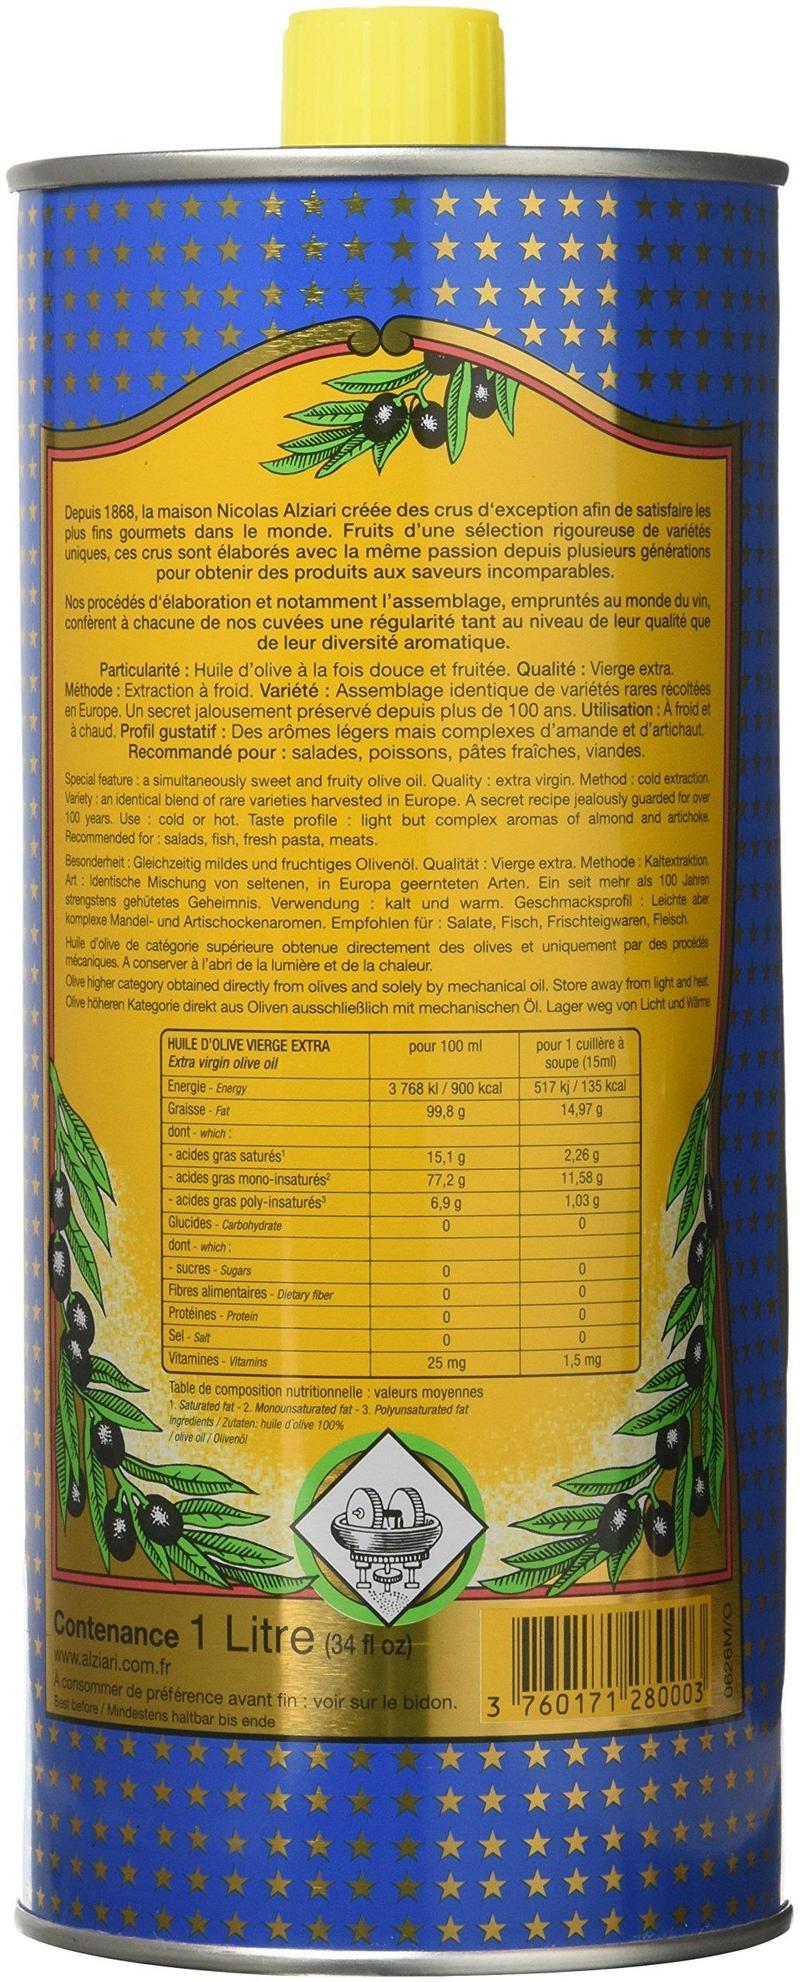 Depuis 1868, la maison Nicolas Alziari créée des crus d'exception afin de satisfaire les
plus fins gourmets dans le monde. Fruits d'une sélection rigoureuse de variétés
uniques, ces crus sont élaborés avec la même passion depuis plusieurs générations
pour obtenir des produits aux saveurs incomparables.
Nos procédés d'élaboration et notamment l'assemblage, empruntés au monde du vin,
confèrent à chacune de nos cuvées une régularité tant au niveau de leur qualité que
de leur diversité aromatique.
Particularité : Huile d'olive à la fois douce et fruitée. Qualité : Vierge extra.
Méthode : Extraction à froid. Variété : Assemblage identique de variétés rares récoltées
en Europe. Un secret jalousement préservé depuis plus de 100 ans. Utilisation : À froid et
à chaud. Profil gustatif : Des arômes légers mais complexes d'amande et d'artichaut.
Recommandé pour : salades, poissons, pâtes fraîches, viandes.
Special feature : a simultaneously sweet and fruity olive oil. Quality : extra virgin. Method : cold extraction.
Variety : an identical blend of rare varieties harvested in Europe. A secret recipe jealously guarded for over
100 years. Use : cold or hot. Taste profile : light but complex aromas of almond and artichoke.
Recommended for : salads, fish, fresh pasta, meats.
Besonderheit : Gleichzeitig mildes und fruchtiges Olivenöl. Qualität : Vierge extra. Methode : Kaltextraktion.
Art : Identische Mischung von seltenen, in Europa geernteten Arten. Ein seit mehr als 100 Jahren
strengstens gehütetes Geheimnis. Verwendung : kalt und warm. Geschmacksprofil : Leichte aber
komplexe Mandel- und Artischockenaromen. Empfohlen für : Salate, Fisch, Frischteigwaren, Fleisch.
Huile d'olive de catégorie supérieure obtenue directement des olives et uniquement par des procédés
mécaniques. A conserver à l'abri de la lumière et de la chaleur.
Olive higher category obtained directly from olives and solely by mechanical oil. Store away from light and heat.
Olive höheren Kategorie direkt aus Oliven ausschließlich mit mechanischen Öl. Lager weg von Licht und Wärme.
HUILE D'OLIVE VIERGE EXTRA pour 100 ml pour 1 cuillère à
Extra virgin olive oil soupe (15ml)
Energie - Energy 3 768 kl / 900 kcal 517 kj / 135 kcal
Graisse - Fat 99,8 g 14,97 g
dont - which :
- acides gras saturés¹ 15,1 g 2,26 g
- acides gras mono-insaturés² 77,2 g 11,58 g
- acides gras poly-insaturés³ 6,9 g 1,03 g
Glucides - Carbohydrate 0 0
dont - which :
- sucres - Sugars 0 0
Fibres alimentaires - Dietary fiber 0 0
Protéines - Protein 0 0
Sel - Salt 0 0
Vitamines - Vitamins 25 mg 1,5 mg
Table de composition nutritionnelle : valeurs moyennes
1. Saturated fat - 2. Monounsaturated fat - 3. Polyunsaturated fat
Ingredients / Zutaten: huile d'olive 100%
/ olive oil / Olivenöl
Contenance 1 Litre (34 fl oz)
www.alziari.com.fr
A consommer de préférence avant fin : voir sur le bidon.
Best before / Mindestens haltbar bis ende
3 760171 280003
0626M/O